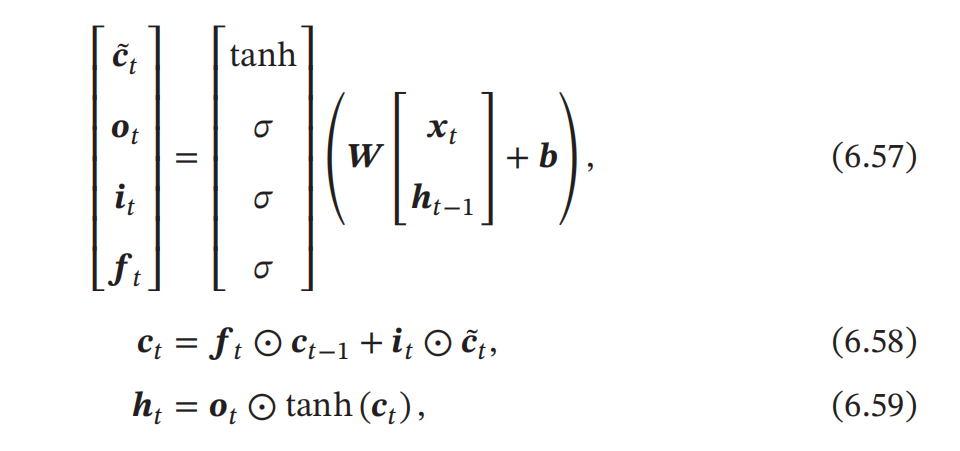 [c̃_t; o_t; i_t; f_t] = [tanh; σ; σ; σ] (W [x_t; h_{t−1}] + b), (6.57)
c_t = f_t ⊙ c_{t−1} + i_t ⊙ c̃_t, (6.58)
h_t = o_t ⊙ tanh (c_t), (6.59)